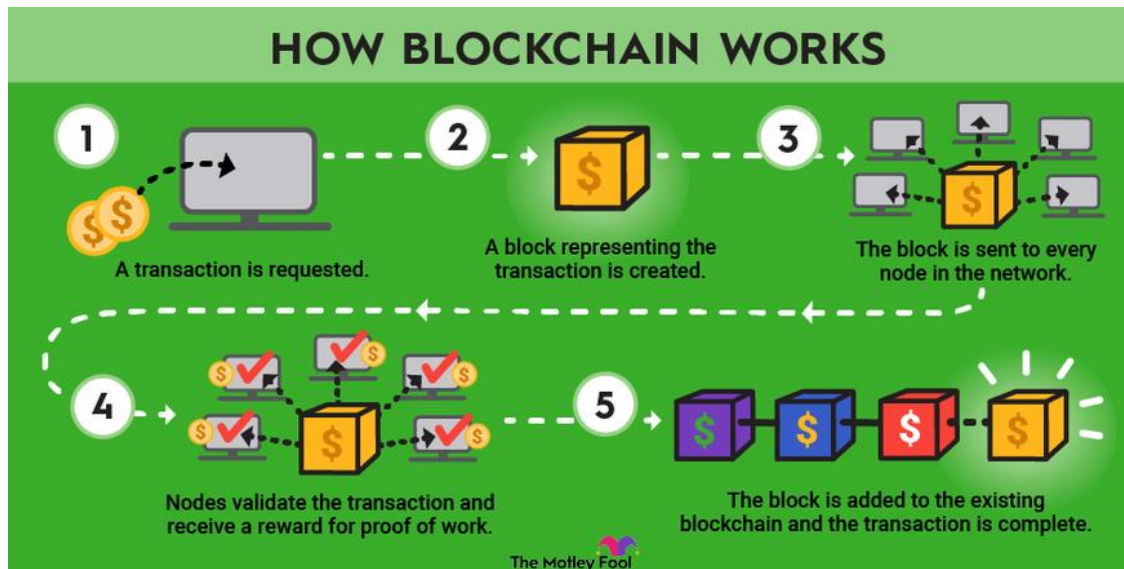 HOW BLOCKCHAIN WORKS
1
A transaction is requested.
2
$
A block representing the
transaction is created.
3
$
The block is sent to every
node in the network.
$ $
4
$ $ $ $ $
$
Nodes validate the transaction and
receive a reward for proof of work.
5
$ $ $ $
The block is added to the existing
blockchain and the transaction is complete.
The Motley Fool